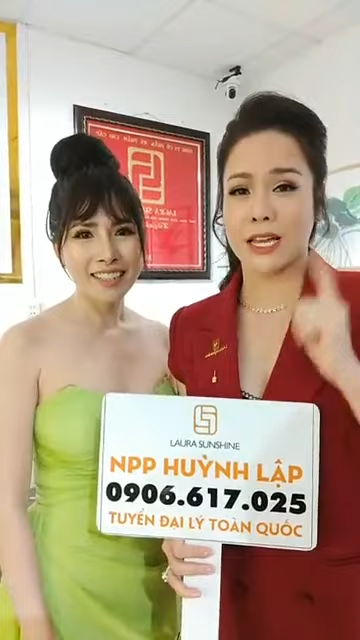 LAURA SUNSHINE
NPP HUỲNH LẬP
0906.617.025
TUYỂN ĐẠI LÝ TOÀN QUỐC